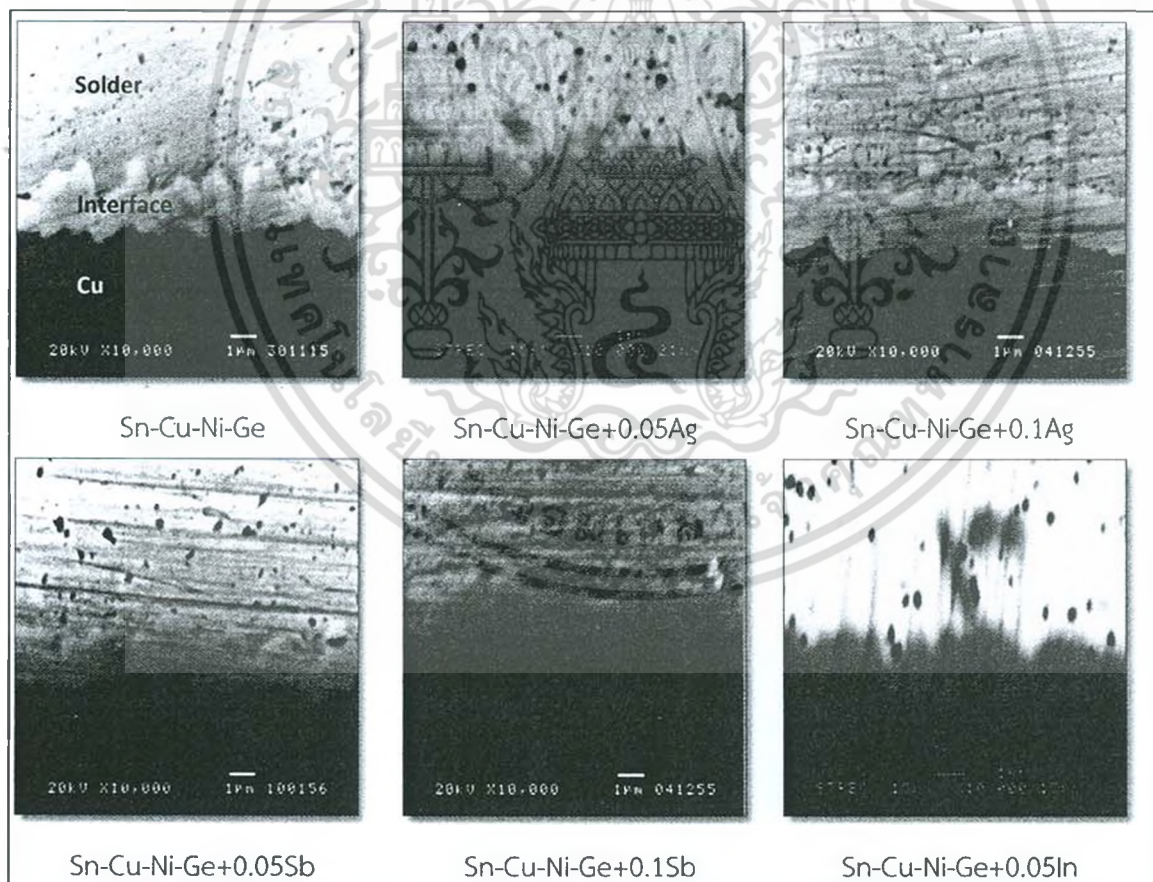 Solder
Interface
Cu
20kV X10,000 1μm 301115
20kV X10,000 1μm 041255
Sn-Cu-Ni-Ge
Sn-Cu-Ni-Ge+0.05Ag
Sn-Cu-Ni-Ge+0.1Ag
20kV X10,000 1μm 100156
20kV X10,000 1μm 041255
Sn-Cu-Ni-Ge+0.05Sb
Sn-Cu-Ni-Ge+0.1Sb
Sn-Cu-Ni-Ge+0.05In